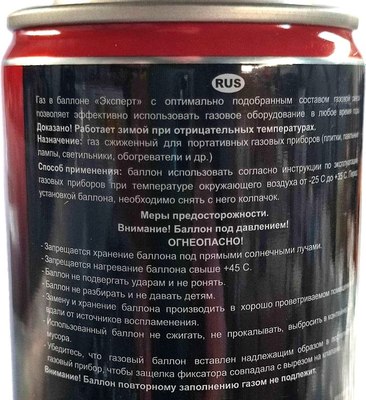 RUS
Газ в баллоне «Эксперт» с оптимально подобранным составом газовой
позволяет эффективно использовать газовое оборудование в любое время
Доказано! Работает зимой при отрицательных температурах.
Назначение: газ сжиженный для портативных газовых приборов (плитки, паяльные
лампы, светильники, обогреватели и др.)
Способ применения: баллон использовать согласно инструкции по эксплуатации
газовых приборов при температуре окружающего воздуха от -25 С до +35 С. Перед
установкой баллона, необходимо снять с него колпачок.
Меры предосторожности.
Внимание! Баллон под давлением!
ОГНЕОПАСНО!
- Запрещается хранение баллона под прямыми солнечными лучами.
- Запрещается нагревание баллона свыше +45 С.
- Баллон не подвергать ударам и не ронять.
- Баллон не разбирать и не давать детям.
- Замену и хранение баллона производить в хорошо проветриваемом
вдали от источников воспламенения.
- Использованный баллон не сжигать, не прокалывать, выбросить в контейнер
мусора.
- Убедитесь, что газовый баллон вставлен надлежащим образом в
газовый прибор, чтобы защелка фиксатора совпадала с вырезом на
Внимание! Баллон повторному заполнению газом не подлежит.